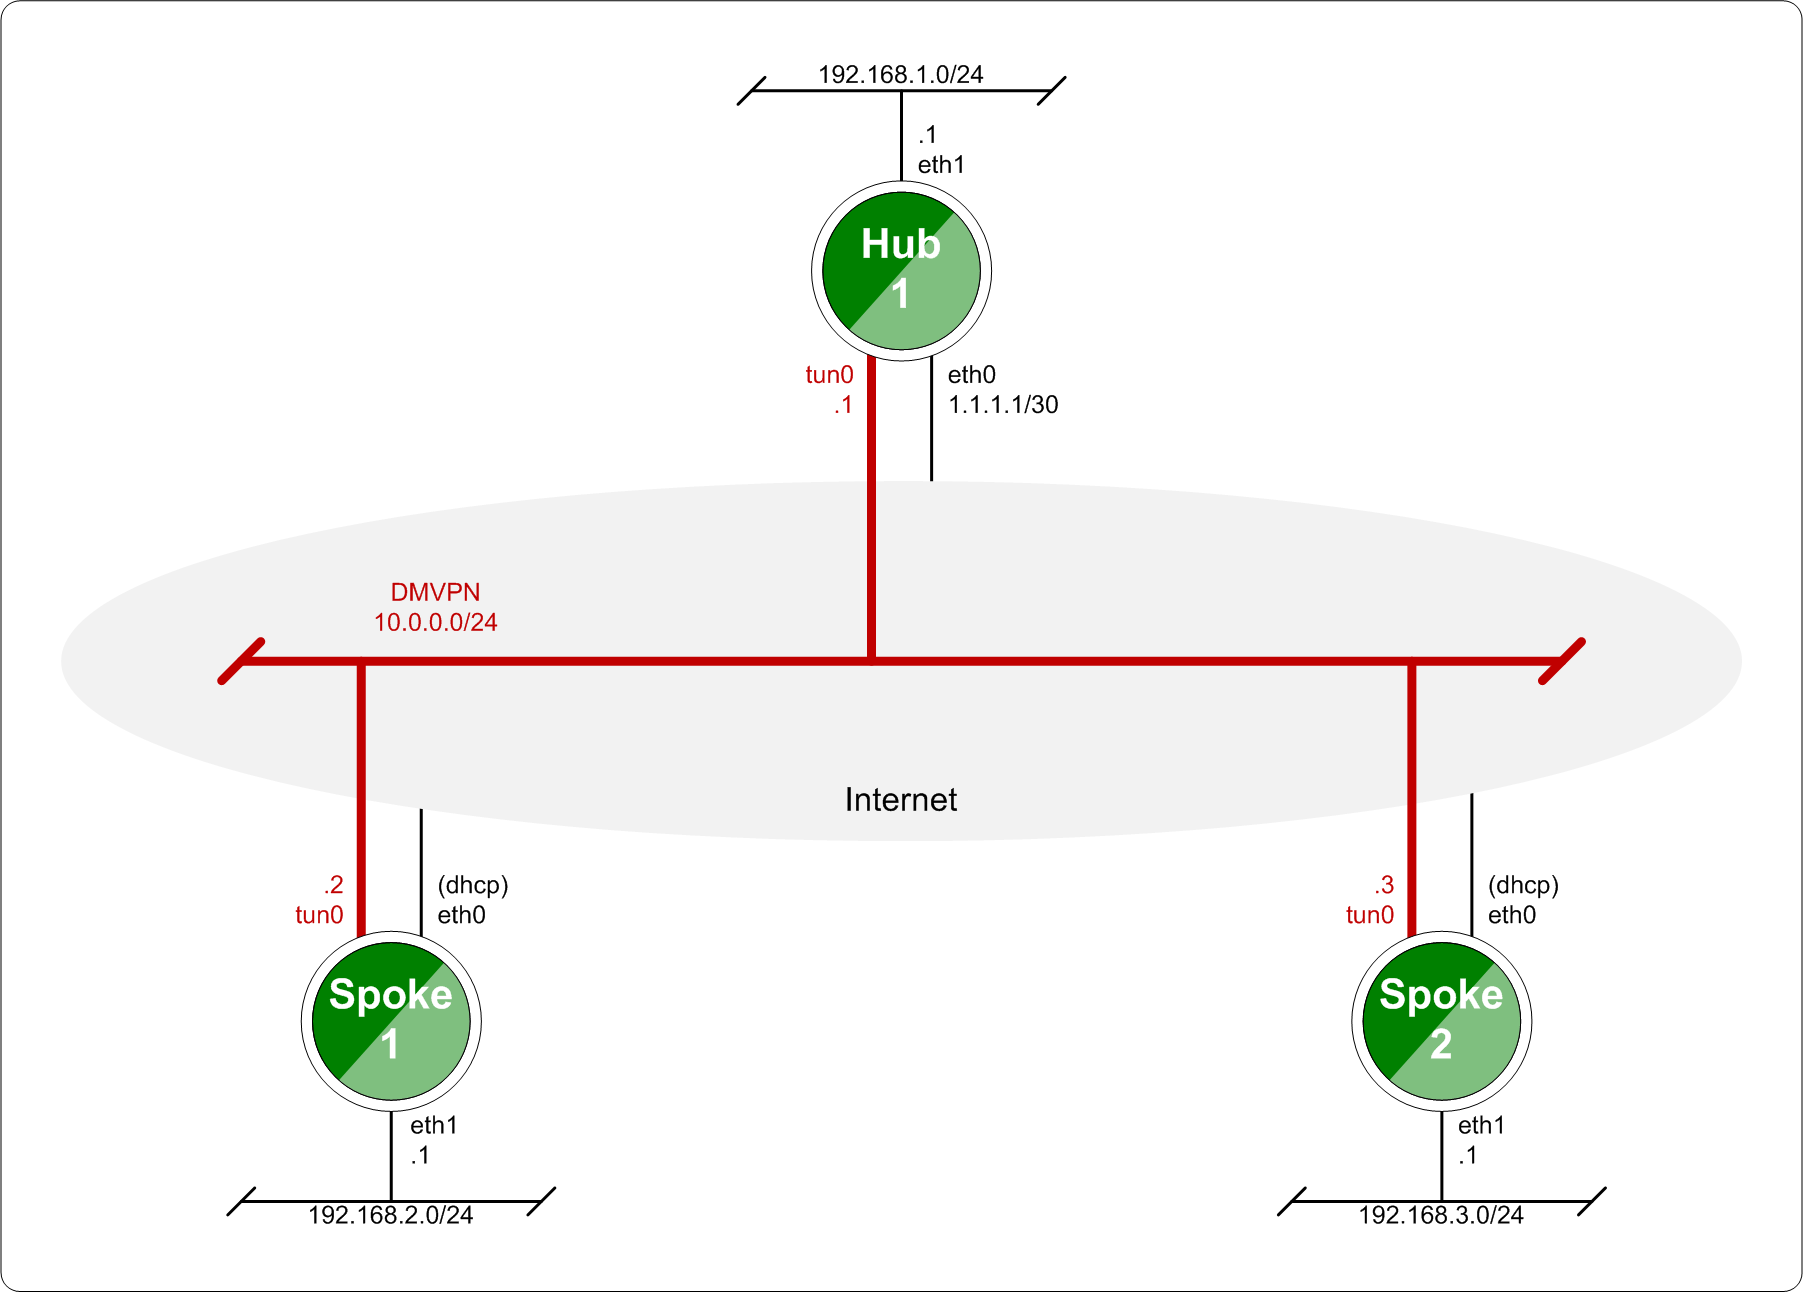 192.168.1.0/24
.1
eth1
Hub
1
tun0
.1
eth0
1.1.1.1/30
DMVPN
10.0.0.0/24
Internet
.2
tun0
(dhcp)
eth0
Spoke
1
eth1
.1
192.168.2.0/24
.3
tun0
(dhcp)
eth0
Spoke
2
eth1
.1
192.168.3.0/24